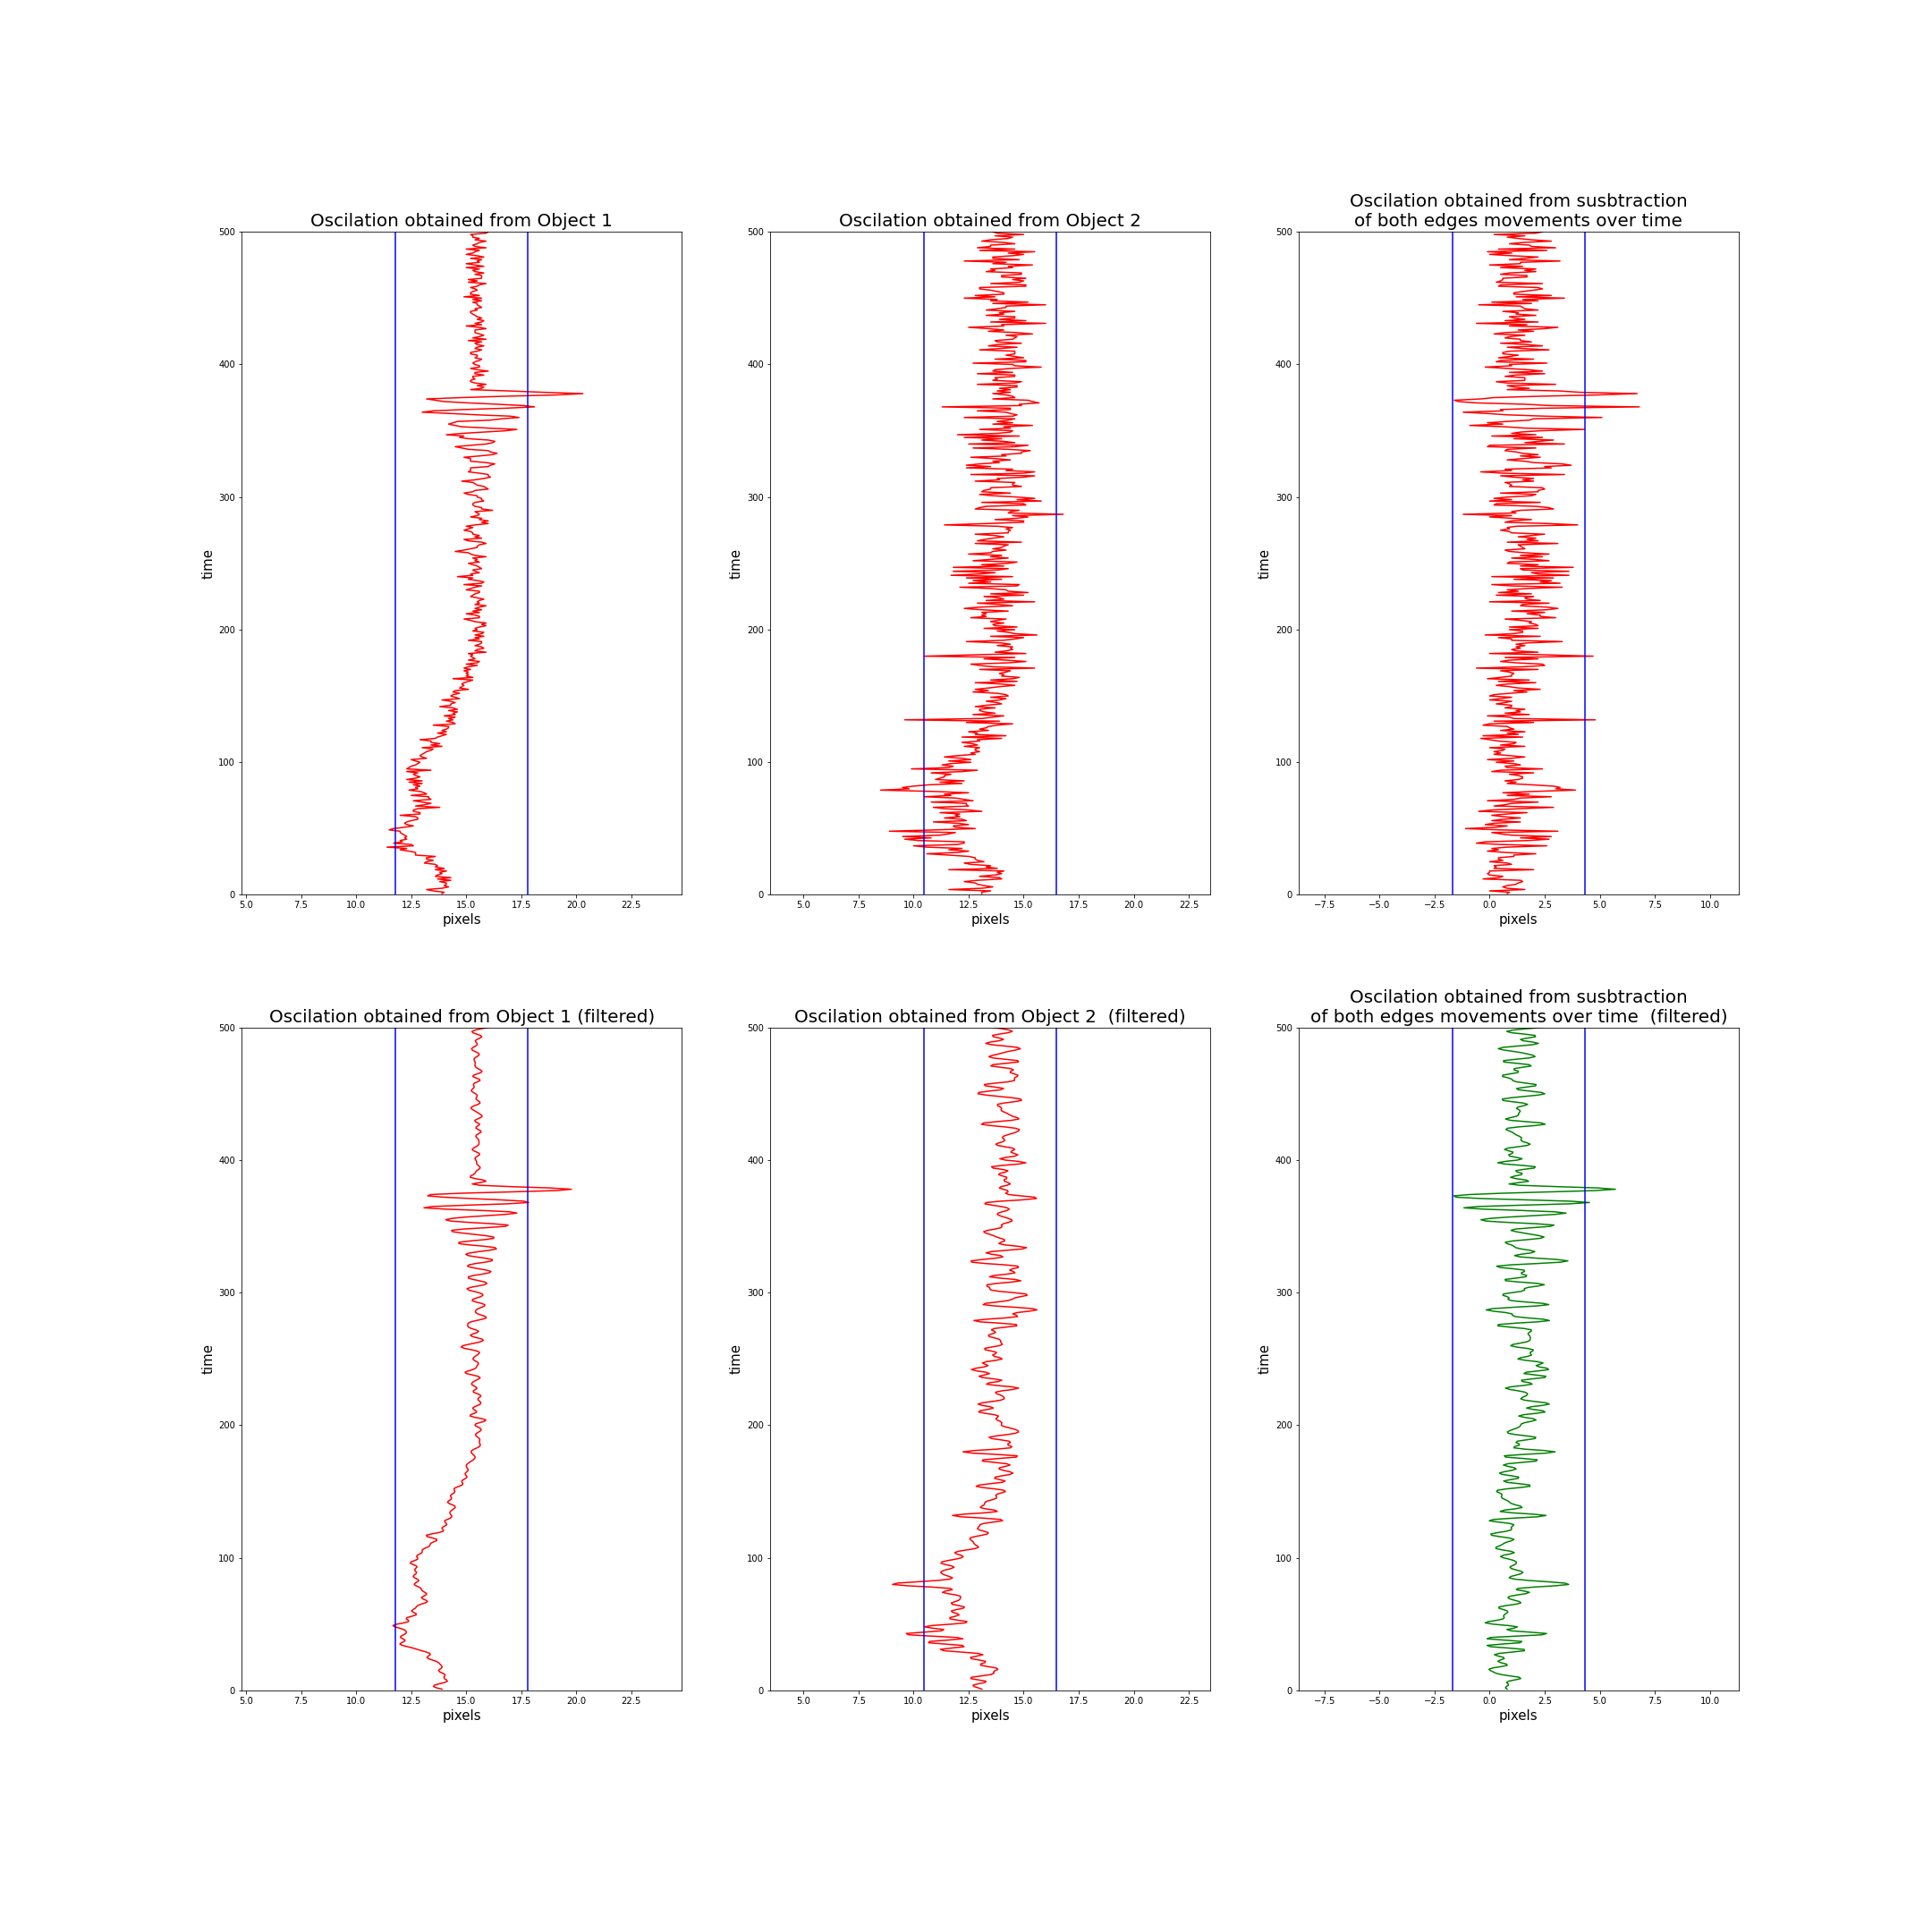 Oscilation obtained from Object 1
Oscilation obtained from Object 2
Oscilation obtained from susbtraction
of both edges movements over time
500
400
300
200
100
0
time
5.0 7.5 10.0 12.5 15.0 17.5 20.0 22.5
pixels
500
400
300
200
100
0
time
5.0 7.5 10.0 12.5 15.0 17.5 20.0 22.5
pixels
500
400
300
200
100
0
time
−7.5 −5.0 −2.5 0.0 2.5 5.0 7.5 10.0
pixels
Oscilation obtained from Object 1 (filtered)
Oscilation obtained from Object 2  (filtered)
Oscilation obtained from susbtraction
of both edges movements over time  (filtered)
500
400
300
200
100
0
time
5.0 7.5 10.0 12.5 15.0 17.5 20.0 22.5
pixels
500
400
300
200
100
0
time
5.0 7.5 10.0 12.5 15.0 17.5 20.0 22.5
pixels
500
400
300
200
100
0
time
−7.5 −5.0 −2.5 0.0 2.5 5.0 7.5 10.0
pixels